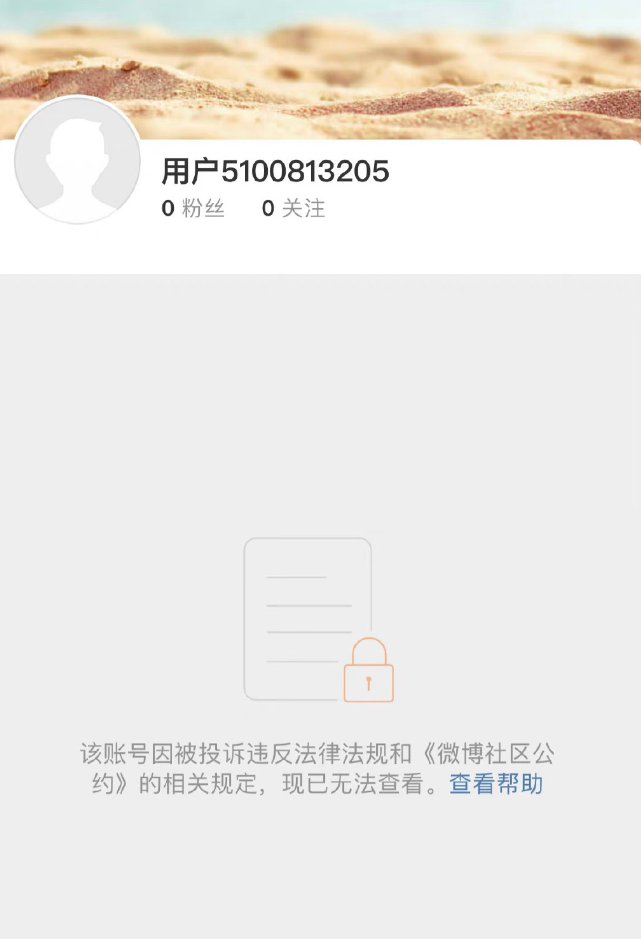 用户5100813205
0 粉丝 0 关注
该账号因被投诉违反法律法规和《微博社区公
约》的相关规定，现已无法查看。查看帮助